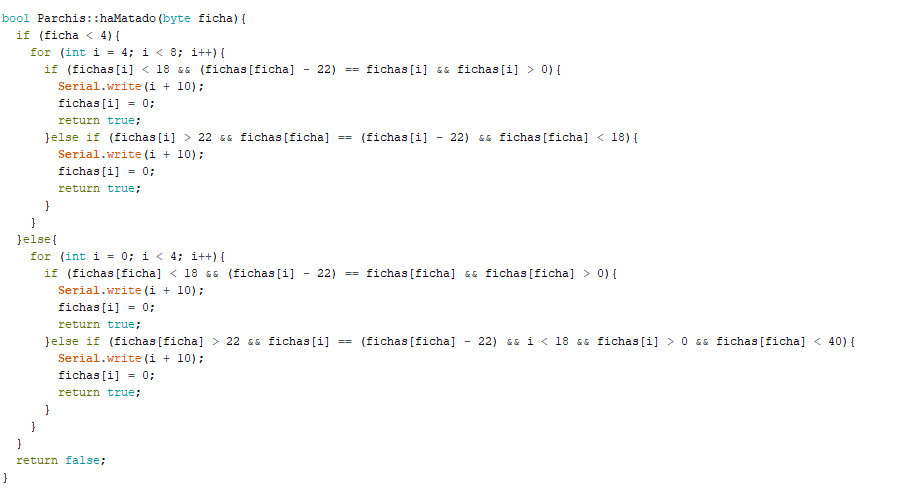 bool Parchis::haMatado(byte ficha){
  if (ficha < 4){
    for (int i = 4; i < 8; i++){
      if (fichas[i] < 18 && (fichas[ficha] - 22) == fichas[i] && fichas[i] > 0){
        Serial.write(i + 10);
        fichas[i] = 0;
        return true;
      }else if (fichas[i] > 22 && fichas[ficha] == (fichas[i] - 22) && fichas[ficha] < 18){
        Serial.write(i + 10);
        fichas[i] = 0;
        return true;
      }
    }
  }else{
    for (int i = 0; i < 4; i++){
      if (fichas[ficha] < 18 && (fichas[i] - 22) == fichas[ficha] && fichas[ficha] > 0){
        Serial.write(i + 10);
        fichas[i] = 0;
        return true;
      }else if (fichas[ficha] > 22 && fichas[i] == (fichas[ficha] - 22) && i < 18 && fichas[i] > 0 && fichas[ficha] < 40){
        Serial.write(i + 10);
        fichas[i] = 0;
        return true;
      }
    }
  }
  return false;
}